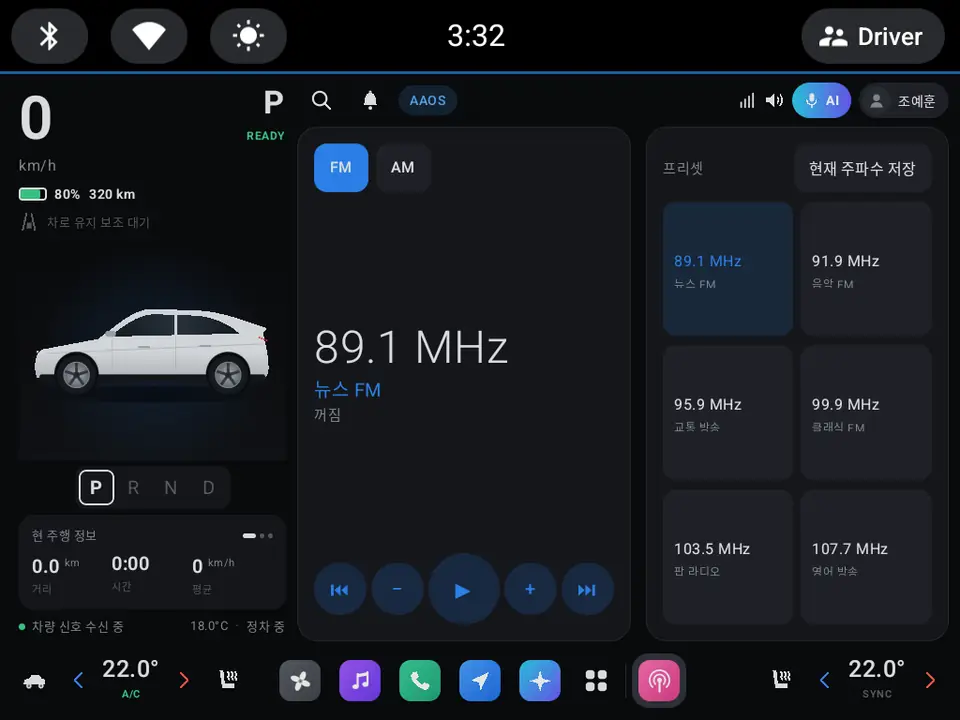 3:32
Driver
0
P
READY
km/h
80% 320 km
차로 유지 보조 대기
AAOS
AI
조예훈
FM
AM
89.1 MHz
뉴스 FM
꺼짐
프리셋
현재 주파수 저장
89.1 MHz
뉴스 FM
91.9 MHz
음악 FM
95.9 MHz
교통 방송
99.9 MHz
클래식 FM
103.5 MHz
팝 라디오
107.7 MHz
영어 방송
P R N D
현 주행 정보
0.0 km
거리
0:00
시간
0 km/h
평균
차량 신호 수신 중
18.0°C · 정차 중
22.0°
A/C
22.0°
SYNC